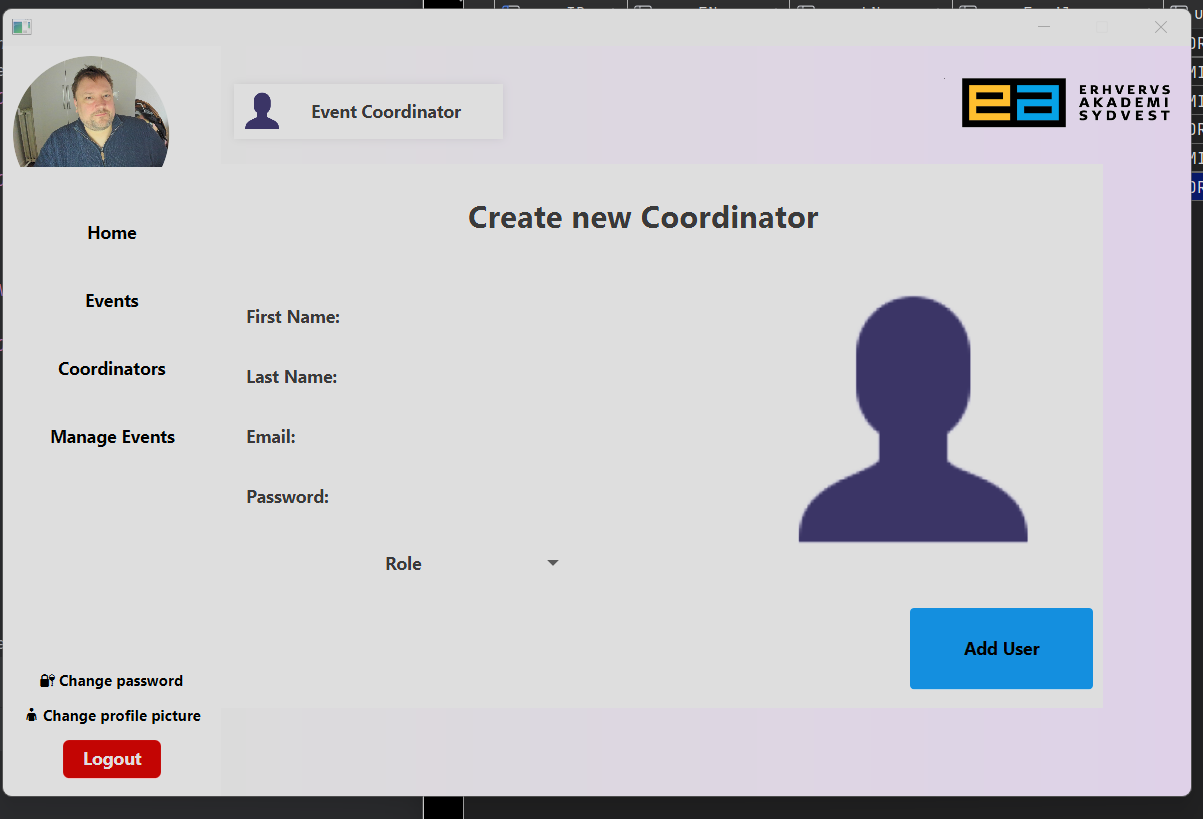 Event Coordinator
ERHVERVS
AKADEMI
SYDVEST
Home
Events
Coordinators
Manage Events
Create new Coordinator
First Name:
Last Name:
Email:
Password:
Role
Add User
Change password
Change profile picture
Logout